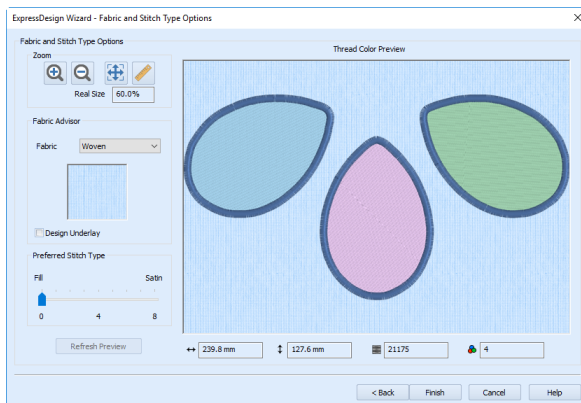 ExpressDesign Wizard - Fabric and Stitch Type Options
Fabric and Stitch Type Options
Zoom
Real Size 60.0%
Fabric Advisor
Fabric Woven
Design Underlay
Preferred Stitch Type
Fill Satin
0 4 8
Refresh Preview
Thread Color Preview
239.8 mm 127.6 mm 21175 4
< Back Finish Cancel Help